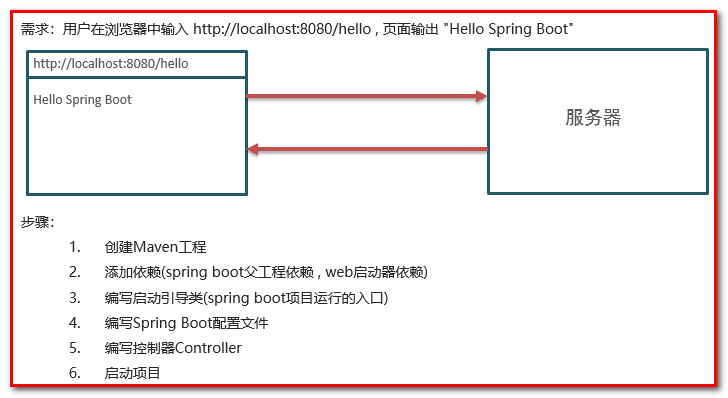 需求：用户在浏览器中输入 http://localhost:8080/hello , 页面输出 "Hello Spring Boot"
http://localhost:8080/hello
Hello Spring Boot
服务器
步骤：
1. 创建Maven工程
2. 添加依赖(spring boot父工程依赖 , web启动器依赖)
3. 编写启动引导类(spring boot项目运行的入口)
4. 编写Spring Boot配置文件
5. 编写控制器Controller
6. 启动项目